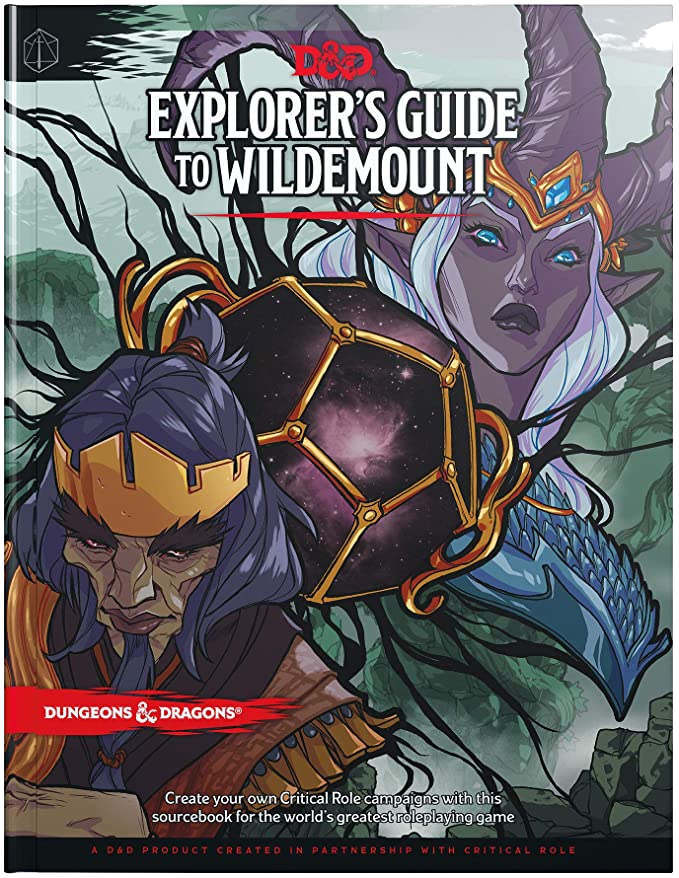 D&D
EXPLORER'S GUIDE
TO WILDEMOUNT
DUNGEONS & DRAGONS®
Create your own Critical Role campaigns with this
sourcebook for the world's greatest roleplaying game
A D&D PRODUCT CREATED IN PARTNERSHIP WITH CRITICAL ROLE